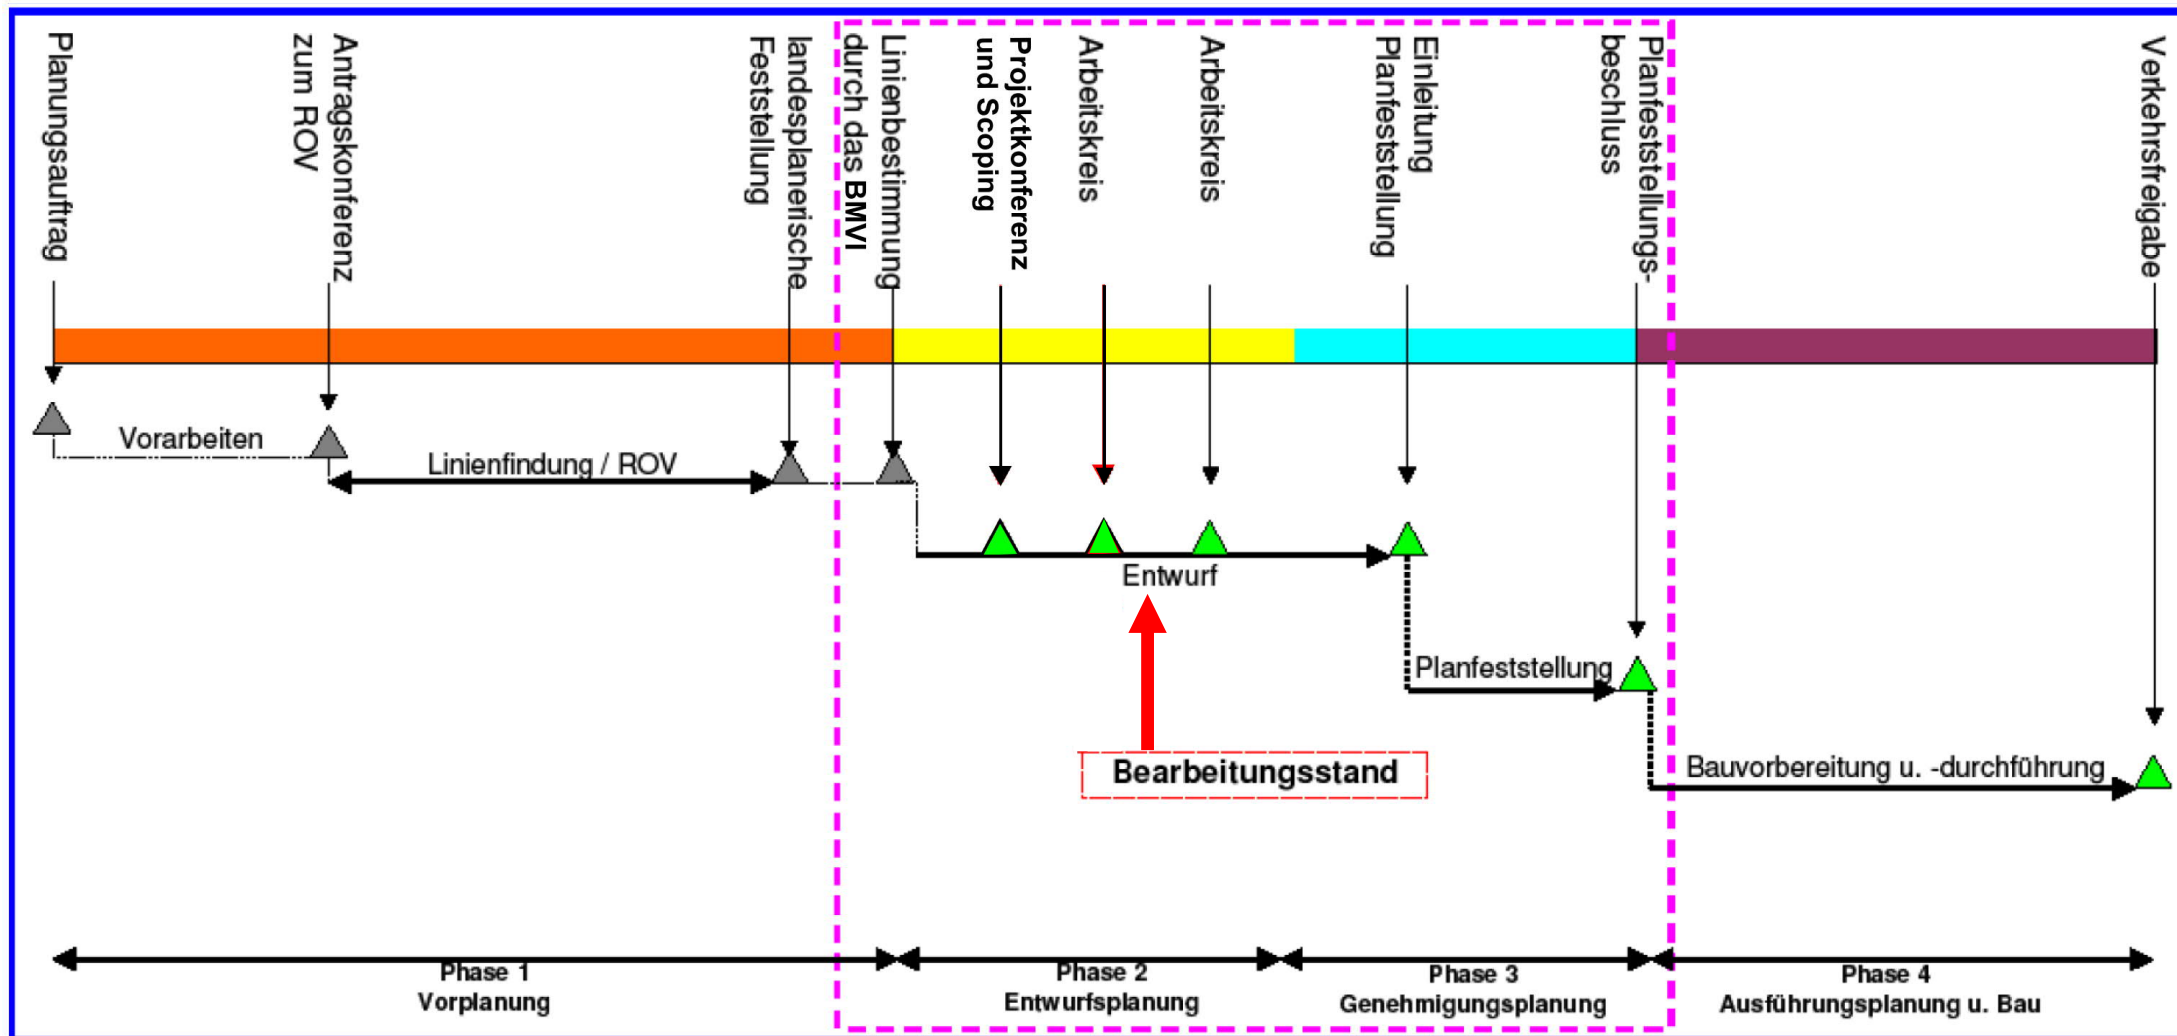 Planungsauftrag
Antragskonferenz
zum ROV
landesplanerische
Feststellung
Linienbestimmung
durch das BMVI
Projektkonferenz
und Scoping
Arbeitskreis
Arbeitskreis
Einleitung
Planfeststellung
Planfeststellungs-
beschluss
Verkehrsfreigabe
Vorarbeiten
Linienfindung / ROV
Entwurf
Planfeststellung
Bearbeitungsstand
Bauvorbereitung u. -durchführung
Phase 1
Vorplanung
Phase 2
Entwurfsplanung
Phase 3
Genehmigungsplanung
Phase 4
Ausführungsplanung u. Bau